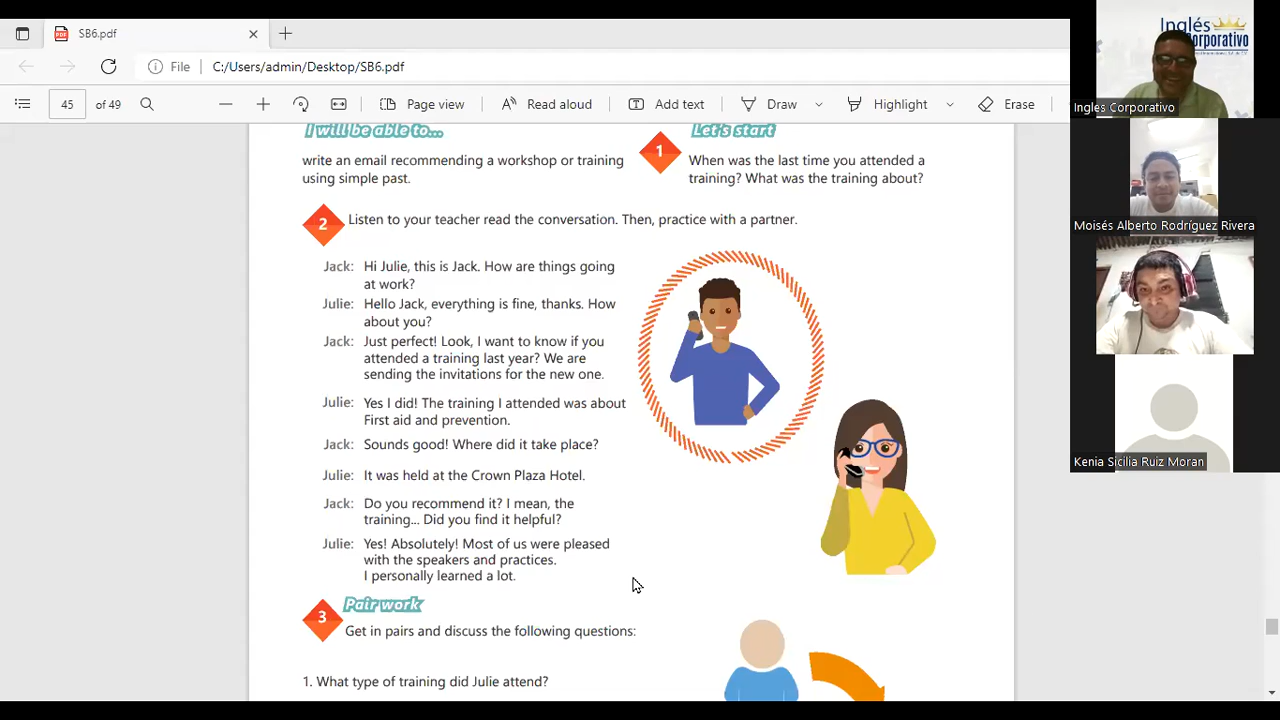 SB6.pdf
File
C:/Users/admin/Desktop/SB6.pdf
45 of 49
Page view
Read aloud
Add text
Draw
Highlight
Erase
I will be able to...
write an email recommending a workshop or training
using simple past.
1
Let's start
When was the last time you attended a
training? What was the training about?
2
Listen to your teacher read the conversation. Then, practice with a partner.
Jack: Hi Julie, this is Jack. How are things going
at work?
Julie: Hello Jack, everything is fine, thanks. How
about you?
Jack: Just perfect! Look, I want to know if you
attended a training last year? We are
sending the invitations for the new one.
Julie: Yes I did! The training I attended was about
First aid and prevention.
Jack: Sounds good! Where did it take place?
Julie: It was held at the Crown Plaza Hotel.
Jack: Do you recommend it? I mean, the
training... Did you find it helpful?
Julie: Yes! Absolutely! Most of us were pleased
with the speakers and practices.
I personally learned a lot.
3
Pair work
Get in pairs and discuss the following questions:
1. What type of training did Julie attend?
Inglés
Ingles Corporativo
Moisés Alberto Rodríguez Rivera
Kenia Sicilia Ruiz Moran